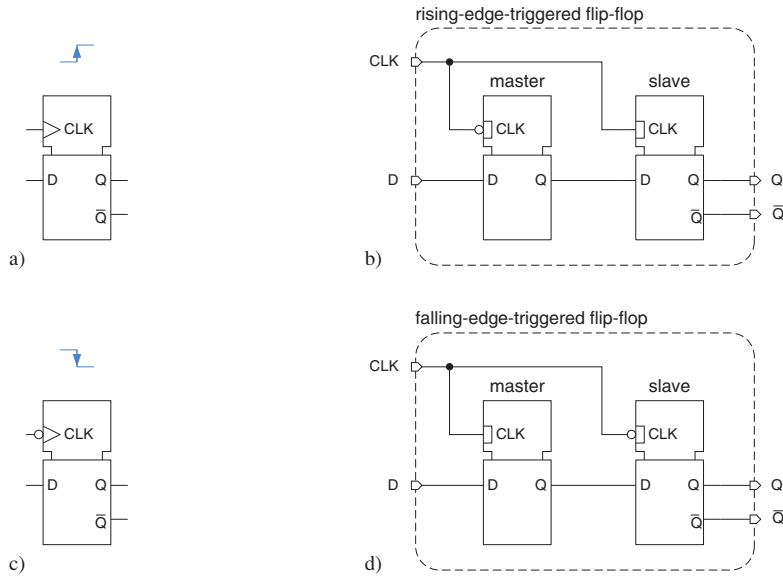 rising-edge-triggered flip-flop
CLK
master
slave
CLK
CLK
CLK
D
D
Q
D
Q
Q
D
Q
Q̅
Q̅
Q̅
a)
b)
falling-edge-triggered flip-flop
CLK
master
slave
CLK
CLK
CLK
D
Q
D
D
Q
D
Q
Q
Q̅
Q̅
Q̅
c)
d)